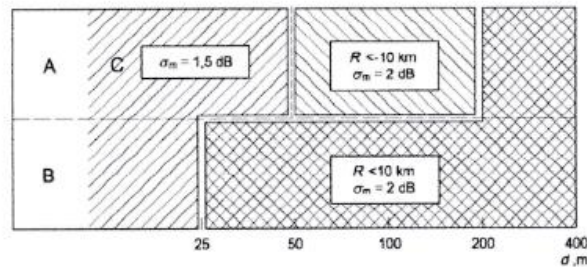 A
C
σm = 1,5 dB
R <-10 km
σm = 2 dB
B
R <10 km
σm = 2 dB
25 50 100 200 400
d ,m